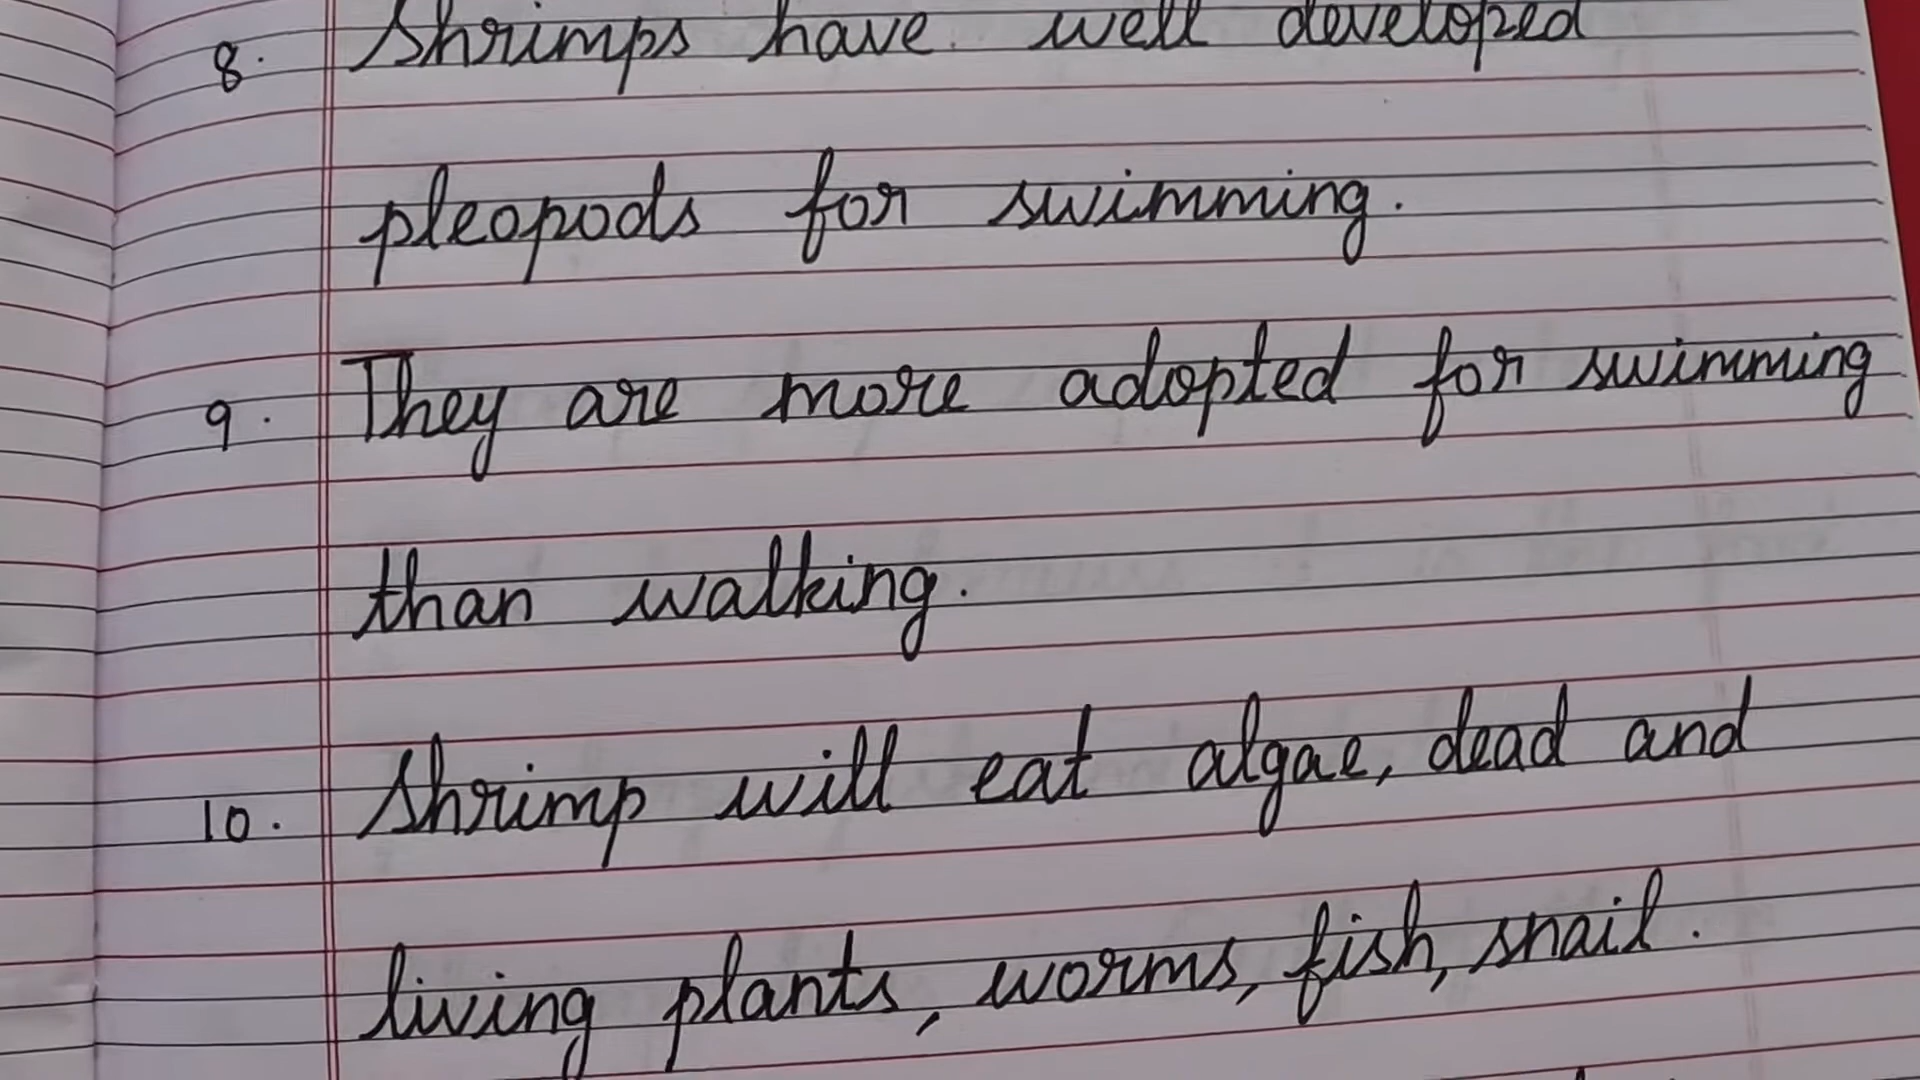 8. Shrimps have well developed
pleopods for swimming.
9. They are more adopted for swimming
than walking.
10. Shrimp will eat algae, dead and
living plants, worms, fish, snail.